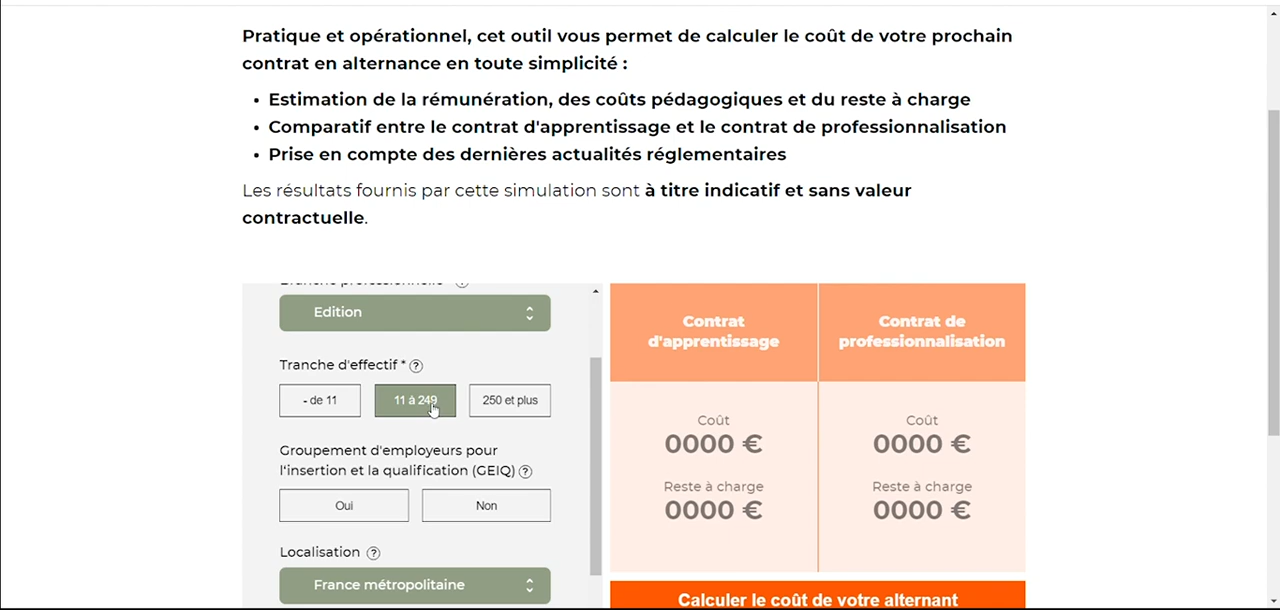 Pratique et opérationnel, cet outil vous permet de calculer le coût de votre prochain
contrat en alternance en toute simplicité :
• Estimation de la rémunération, des coûts pédagogiques et du reste à charge
• Comparatif entre le contrat d'apprentissage et le contrat de professionnalisation
• Prise en compte des dernières actualités réglementaires
Les résultats fournis par cette simulation sont à titre indicatif et sans valeur
contractuelle.
Branche professionnelle ?
Edition
Tranche d'effectif * ?
- de 11
11 à 249
250 et plus
Groupement d'employeurs pour
l'insertion et la qualification (GEIQ) ?
Oui
Non
Localisation ?
France métropolitaine
Contrat
d'apprentissage
Coût
0000 €
Reste à charge
0000 €
Contrat de
professionnalisation
Coût
0000 €
Reste à charge
0000 €
Calculer le coût de votre alternant